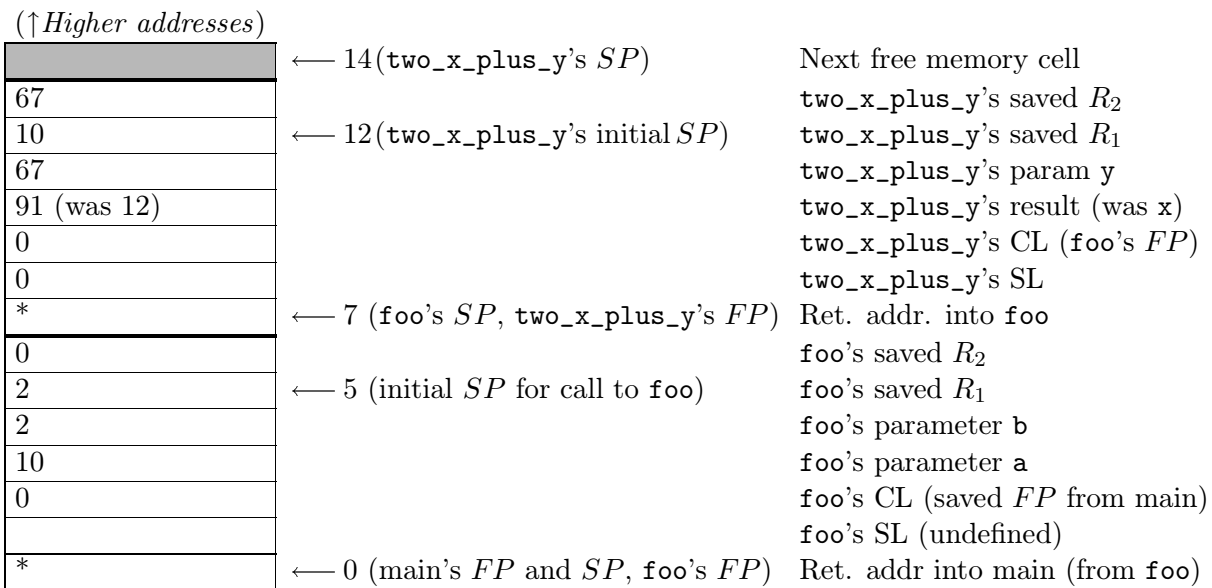 (↑Higher addresses)
⟵ 14(two_x_plus_y's SP) Next free memory cell
67 two_x_plus_y's saved R₂
10 ⟵ 12(two_x_plus_y's initial SP) two_x_plus_y's saved R₁
67 two_x_plus_y's param y
91 (was 12) two_x_plus_y's result (was x)
0 two_x_plus_y's CL (foo's FP)
0 two_x_plus_y's SL
* ⟵ 7 (foo's SP, two_x_plus_y's FP) Ret. addr. into foo
0 foo's saved R₂
2 ⟵ 5 (initial SP for call to foo) foo's saved R₁
2 foo's parameter b
10 foo's parameter a
0 foo's CL (saved FP from main)
foo's SL (undefined)
* ⟵ 0 (main's FP and SP, foo's FP) Ret. addr into main (from foo)